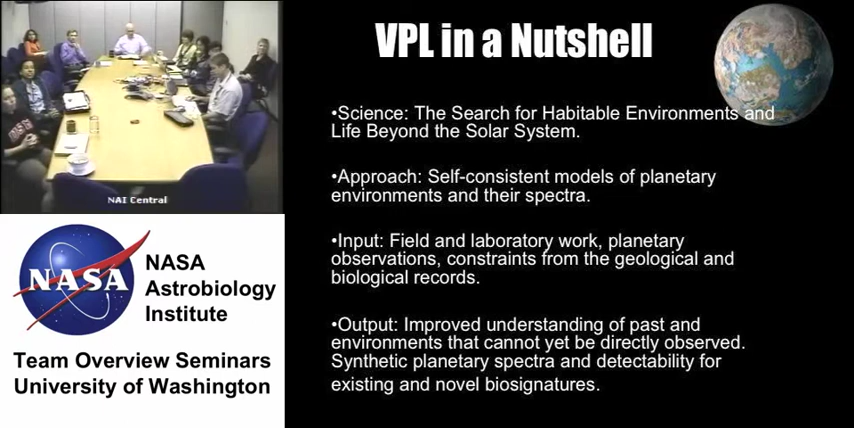 NAI Central
NASA
NASA
Astrobiology
Institute
Team Overview Seminars
University of Washington
VPL in a Nutshell
•Science: The Search for Habitable Environments and
Life Beyond the Solar System.
•Approach: Self-consistent models of planetary
environments and their spectra.
•Input: Field and laboratory work, planetary
observations, constraints from the geological and
biological records.
•Output: Improved understanding of past and
environments that cannot yet be directly observed.
Synthetic planetary spectra and detectability for
existing and novel biosignatures.